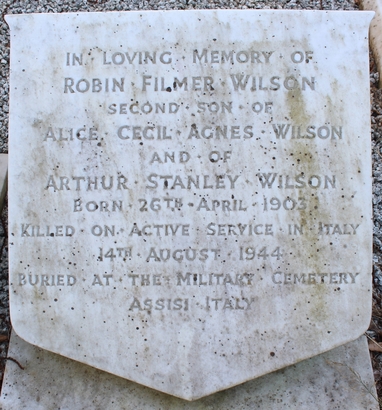 In · Loving · Memory · of
Robin · Filmer · Wilson
second · son · of
Alice · Cecil · Agnes · Wilson
and · of
Arthur · Stanley · Wilson
Born · 26th · April · 1903
Killed · on · Active · Service · in · Italy
14th · August · 1944
Buried · at · the · Military · Cemetery
Assisi · Italy